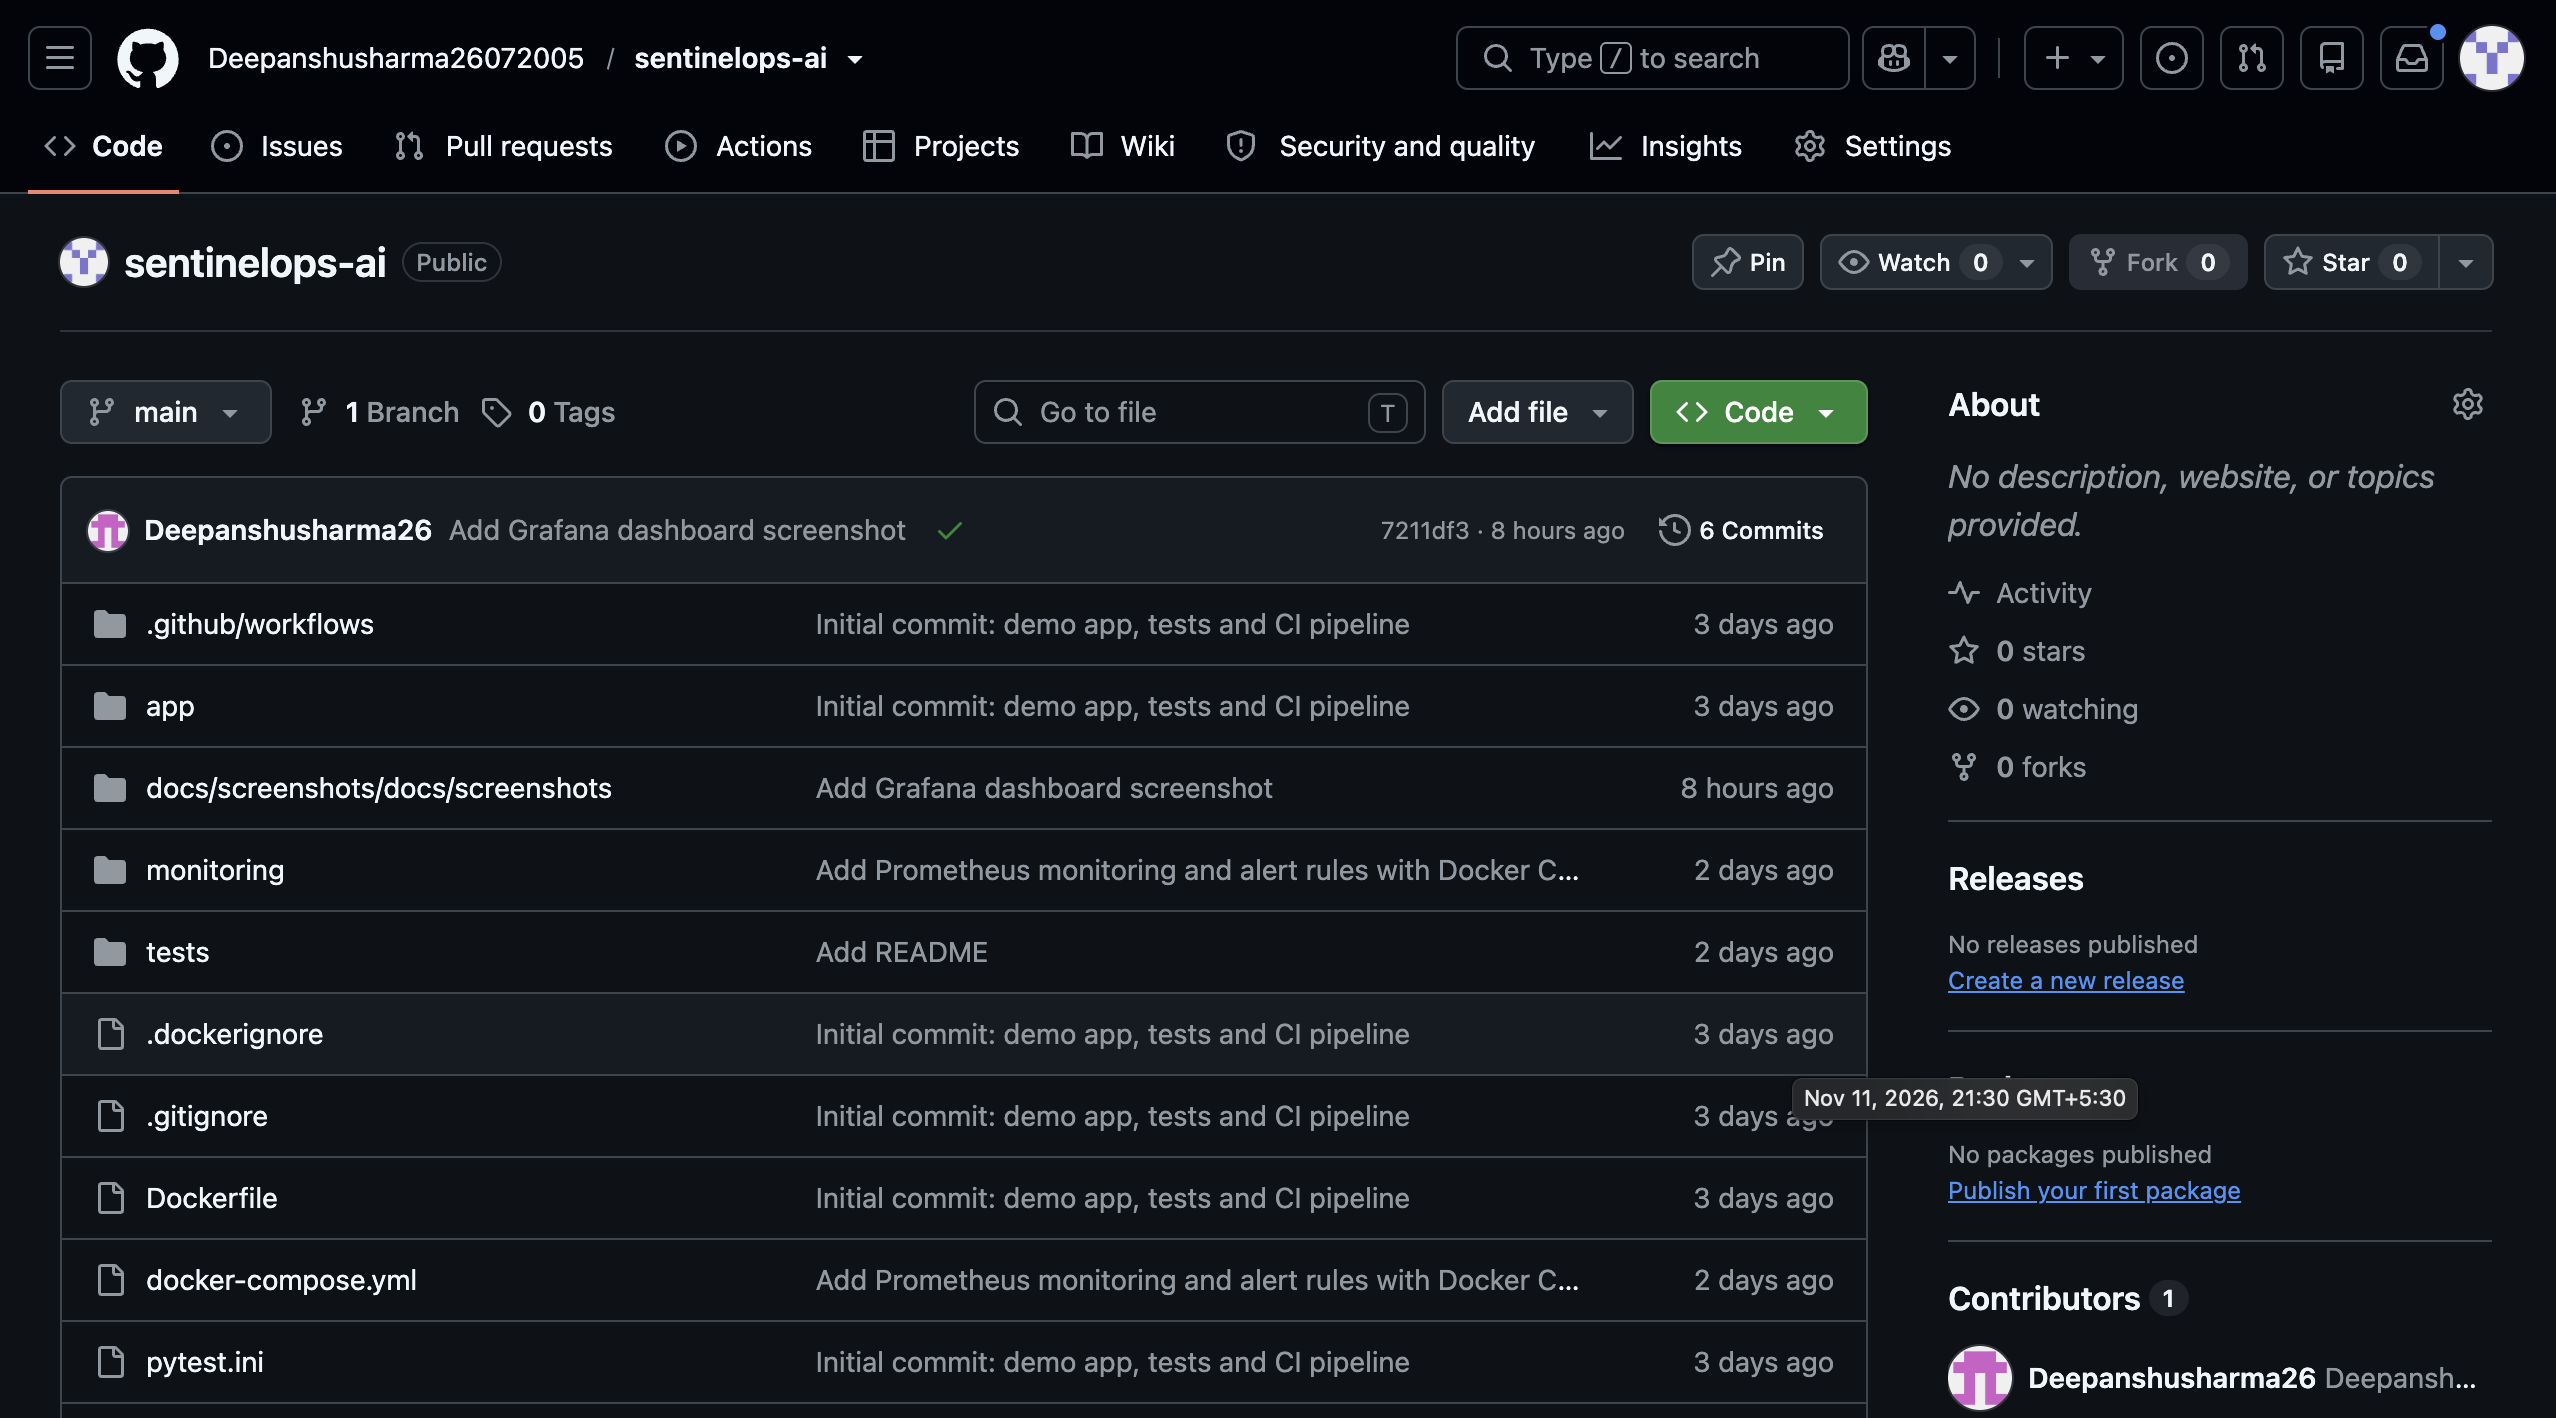 Deepanshusharma26072005 / sentinelops-ai
Type / to search
Code Issues Pull requests Actions Projects Wiki Security and quality Insights Settings
sentinelops-ai Public
Pin Watch 0 Fork 0 Star 0
main 1 Branch 0 Tags Go to file T Add file Code
Deepanshusharma26 Add Grafana dashboard screenshot 7211df3 · 8 hours ago 6 Commits
.github/workflows Initial commit: demo app, tests and CI pipeline 3 days ago
app Initial commit: demo app, tests and CI pipeline 3 days ago
docs/screenshots/docs/screenshots Add Grafana dashboard screenshot 8 hours ago
monitoring Add Prometheus monitoring and alert rules with Docker C... 2 days ago
tests Add README 2 days ago
.dockerignore Initial commit: demo app, tests and CI pipeline 3 days ago
.gitignore Initial commit: demo app, tests and CI pipeline 3 days ago
Dockerfile Initial commit: demo app, tests and CI pipeline 3 days ago
docker-compose.yml Add Prometheus monitoring and alert rules with Docker C... 2 days ago
pytest.ini Initial commit: demo app, tests and CI pipeline 3 days ago
About
No description, website, or topics
provided.
Activity
0 stars
0 watching
0 forks
Releases
No releases published
Create a new release
Nov 11, 2026, 21:30 GMT+5:30
No packages published
Publish your first package
Contributors 1
Deepanshusharma26 Deepansh...